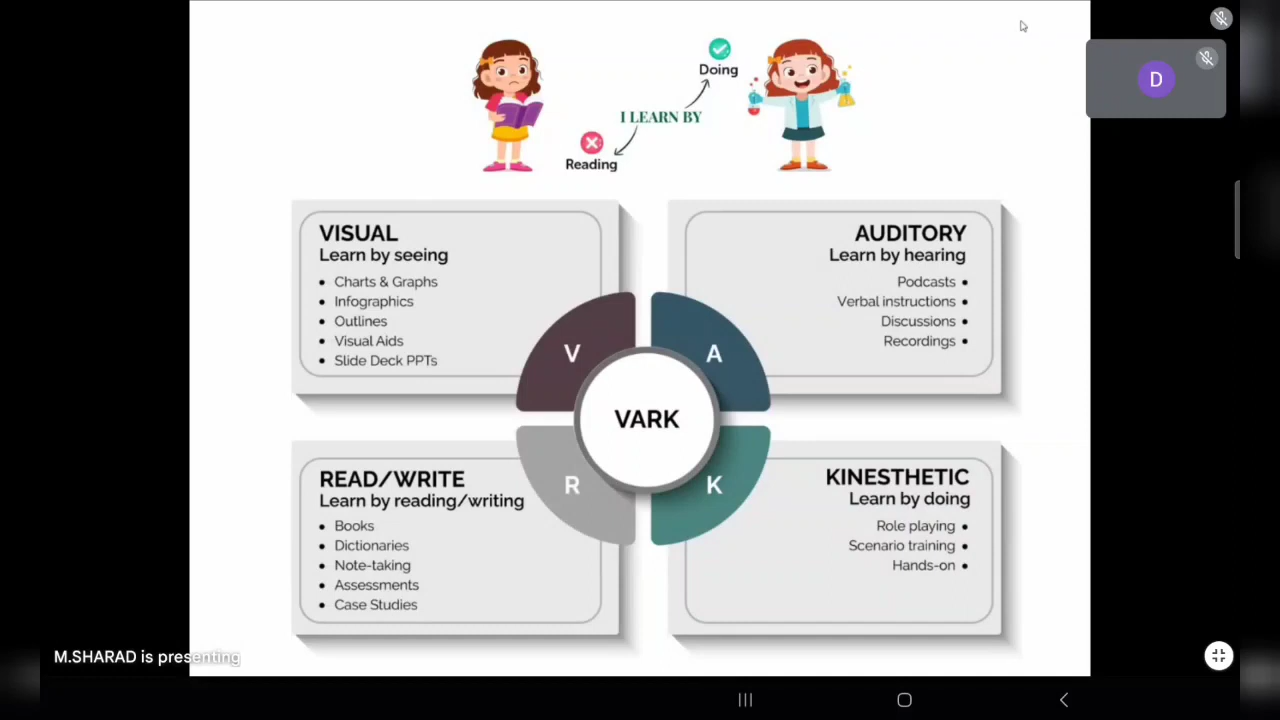 Doing
I LEARN BY
Reading
D
VISUAL
Learn by seeing
• Charts & Graphs
• Infographics
• Outlines
• Visual Aids
• Slide Deck PPTs
AUDITORY
Learn by hearing
Podcasts •
Verbal instructions •
Discussions •
Recordings •
V
A
VARK
R
K
READ/WRITE
Learn by reading/writing
• Books
• Dictionaries
• Note-taking
• Assessments
• Case Studies
KINESTHETIC
Learn by doing
Role playing •
Scenario training •
Hands-on •
M.SHARAD is presenting